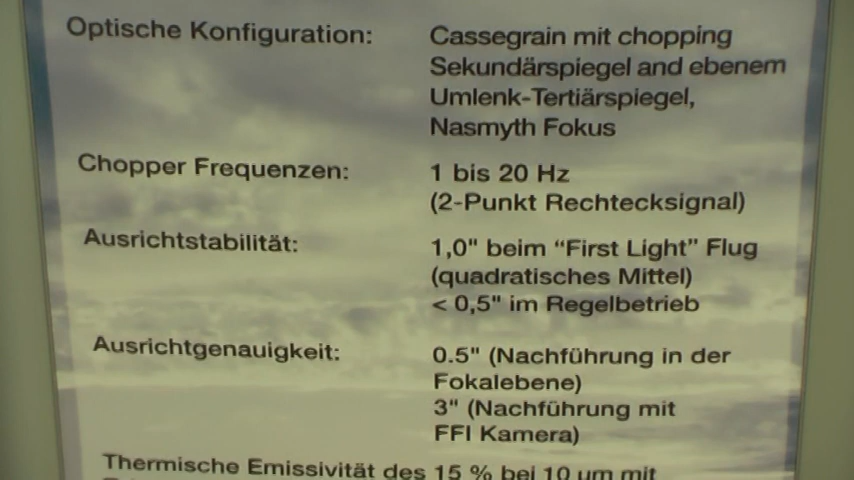 Optische Konfiguration: Cassegrain mit chopping
Sekundärspiegel and ebenem
Umlenk-Tertiärspiegel,
Nasmyth Fokus
Chopper Frequenzen: 1 bis 20 Hz
(2-Punkt Rechtecksignal)
Ausrichtstabilität: 1,0" beim “First Light” Flug
(quadratisches Mittel)
< 0,5" im Regelbetrieb
Ausrichtgenauigkeit: 0.5" (Nachführung in der
Fokalebene)
3" (Nachführung mit
FFI Kamera)
Thermische Emissivität des 15 % bei 10 µm mit